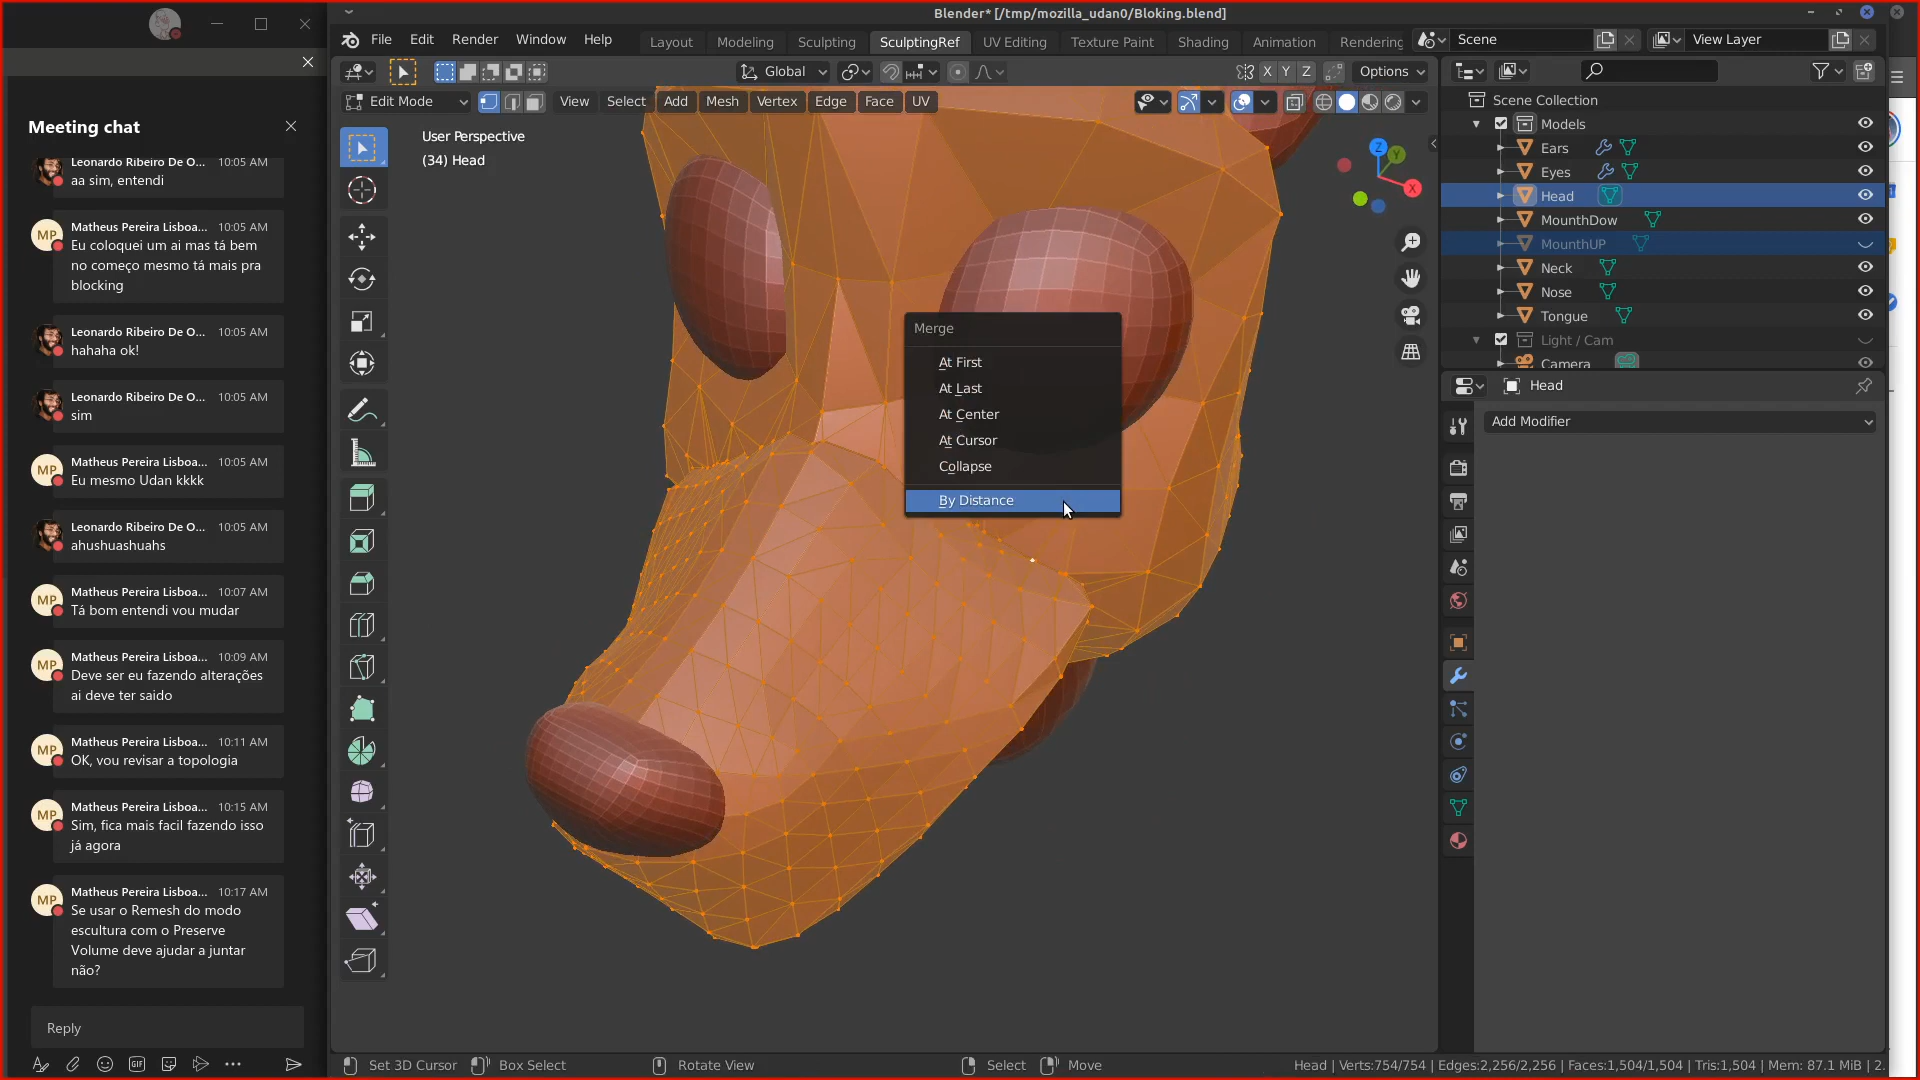 Meeting chat
Leonardo Ribeiro De O... 10:05 AM
aa sim, entendi
MP
Matheus Pereira Lisboa... 10:05 AM
Eu coloquei um ai mas tá bem
no começo mesmo tá mais pra
blocking
Leonardo Ribeiro De O... 10:05 AM
hahaha ok!
Leonardo Ribeiro De O... 10:05 AM
sim
MP
Matheus Pereira Lisboa... 10:05 AM
Eu mesmo Udan kkkk
Leonardo Ribeiro De O... 10:05 AM
ahushuashuahs
MP
Matheus Pereira Lisboa... 10:07 AM
Tá bom entendi vou mudar
MP
Matheus Pereira Lisboa... 10:09 AM
Deve ser eu fazendo alterações
ai deve ter saido
MP
Matheus Pereira Lisboa... 10:11 AM
OK, vou revisar a topologia
MP
Matheus Pereira Lisboa... 10:15 AM
Sim, fica mais facil fazendo isso
já agora
MP
Matheus Pereira Lisboa... 10:17 AM
Se usar o Remesh do modo
escultura com o Preserve
Volume deve ajudar a juntar
não?
Reply
GIF
Blender* [/tmp/mozilla_udan0/Bloking.blend]
File Edit Render Window Help
Layout Modeling Sculpting SculptingRef UV Editing Texture Paint Shading Animation Rendering
Scene
View Layer
Global
X Y Z
Options
Edit Mode
View Select Add Mesh Vertex Edge Face UV
User Perspective
(34) Head
Z
Y
X
Merge
At First
At Last
At Center
At Cursor
Collapse
By Distance
Scene Collection
Models
Ears
Eyes
Head
MounthDow
MounthUP
Neck
Nose
Tongue
Light / Cam
Camera
Head
Add Modifier
Set 3D Cursor
Box Select
Rotate View
Select
Move
Head | Verts:754/754 | Edges:2,256/2,256 | Faces:1,504/1,504 | Tris:1,504 | Mem: 87.1 MiB | 2.